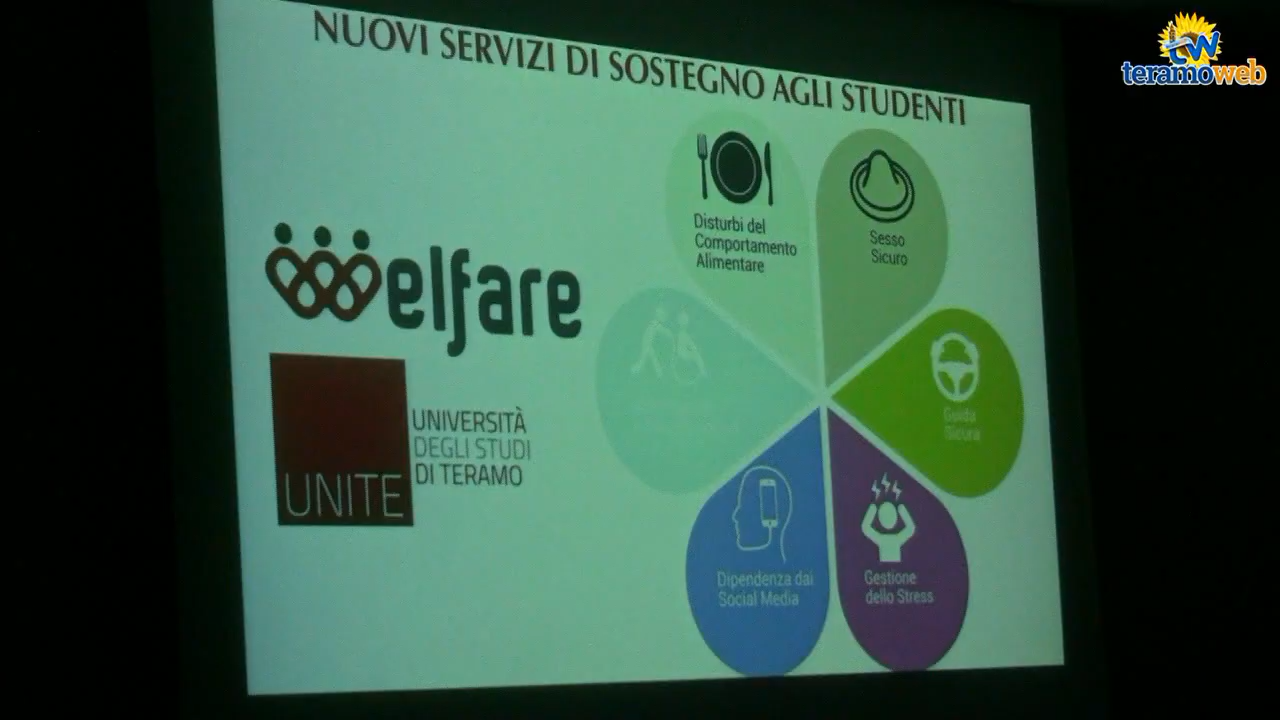 NUOVI SERVIZI DI SOSTEGNO AGLI STUDENTI
tW
teramoweb
Disturbi del
Comportamento
Alimentare
Sesso
Sicuro
Welfare
Guida
Sicura
UNITE
UNIVERSITÀ
DEGLI STUDI
DI TERAMO
Dipendenza dai
Social Media
Gestione
dello Stress